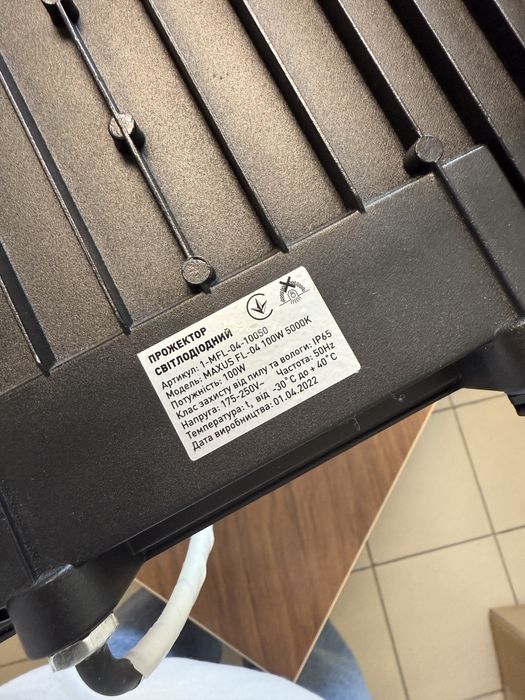 ПРОЖЕКТОР
СВІТЛОДІОДНИЙ
Артикул: 1-MFL-04-10050
Модель: MAXUS FL-04 100W 5000K
Потужність: 100W
Клас захисту від пилу та вологи: IP65
Напруга: 175-250V~ Частота: 50Hz
Температура: t, від -30°C до +40°C
Дата виробництва: 01.04.2022